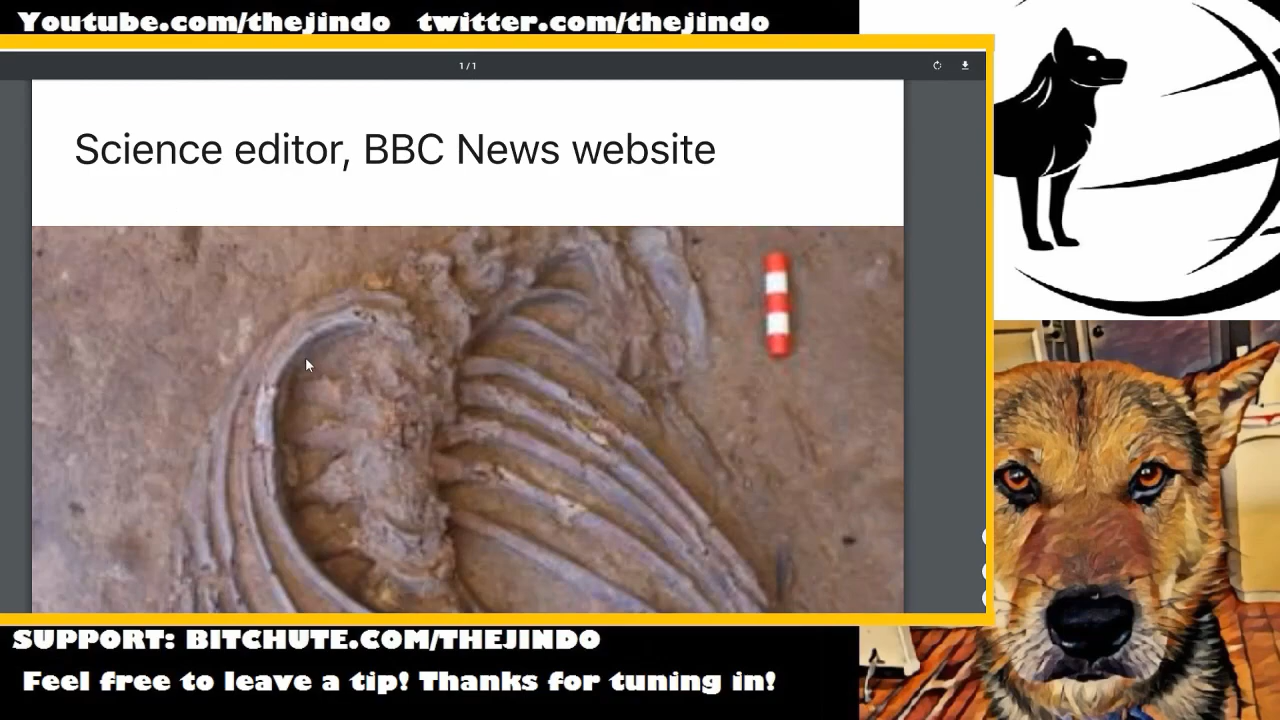 Youtube.com/thejindo twitter.com/thejindo
1 / 1
Science editor, BBC News website
SUPPORT: BITCHUTE.COM/THEJINDO
Feel free to leave a tip! Thanks for tuning in!